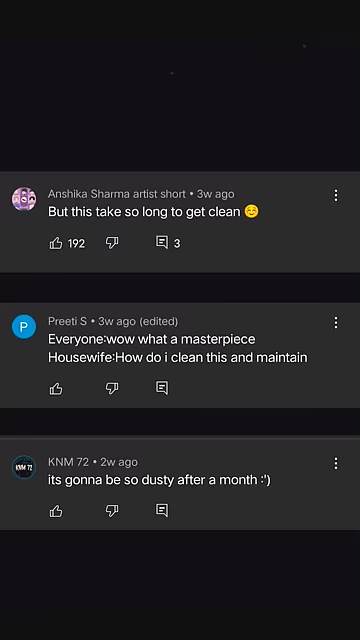 Anshika Sharma artist short • 3w ago
But this take so long to get clean ☺️
192
3
P
Preeti S • 3w ago (edited)
Everyone:wow what a masterpiece
Housewife:How do i clean this and maintain
KNM 72
KNM 72 • 2w ago
its gonna be so dusty after a month :')